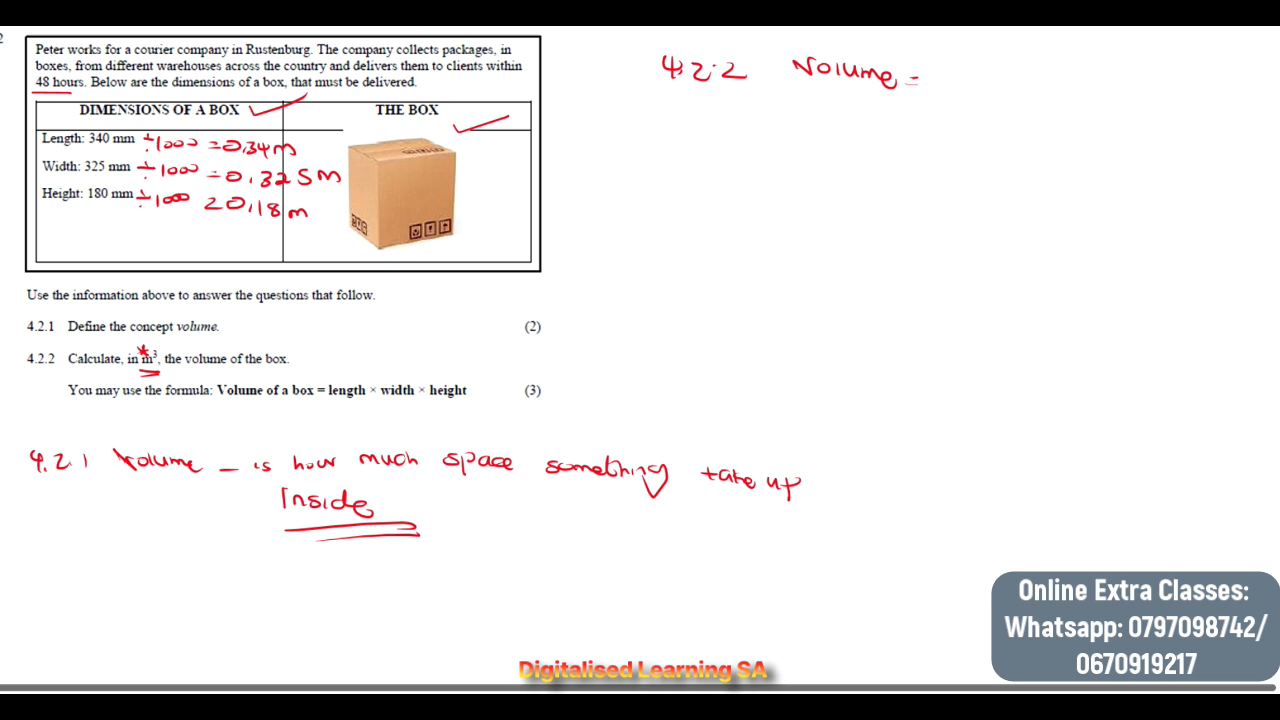 2
Peter works for a courier company in Rustenburg. The company collects packages, in
boxes, from different warehouses across the country and delivers them to clients within
48 hours. Below are the dimensions of a box, that must be delivered.
DIMENSIONS OF A BOX
THE BOX
Length: 340 mm ÷1000 =0,34m
Width: 325 mm ÷1000 =0,325m
Height: 180 mm ÷1000 =0,18m
Use the information above to answer the questions that follow.
4.2.1 Define the concept volume. (2)
4.2.2 Calculate, in m³, the volume of the box.
You may use the formula: Volume of a box = length × width × height (3)
4.2.2 Volume =
4.2.1 Volume – is how much space something take up
Inside
Online Extra Classes:
Whatsapp: 0797098742/
0670919217
Digitalised Learning SA